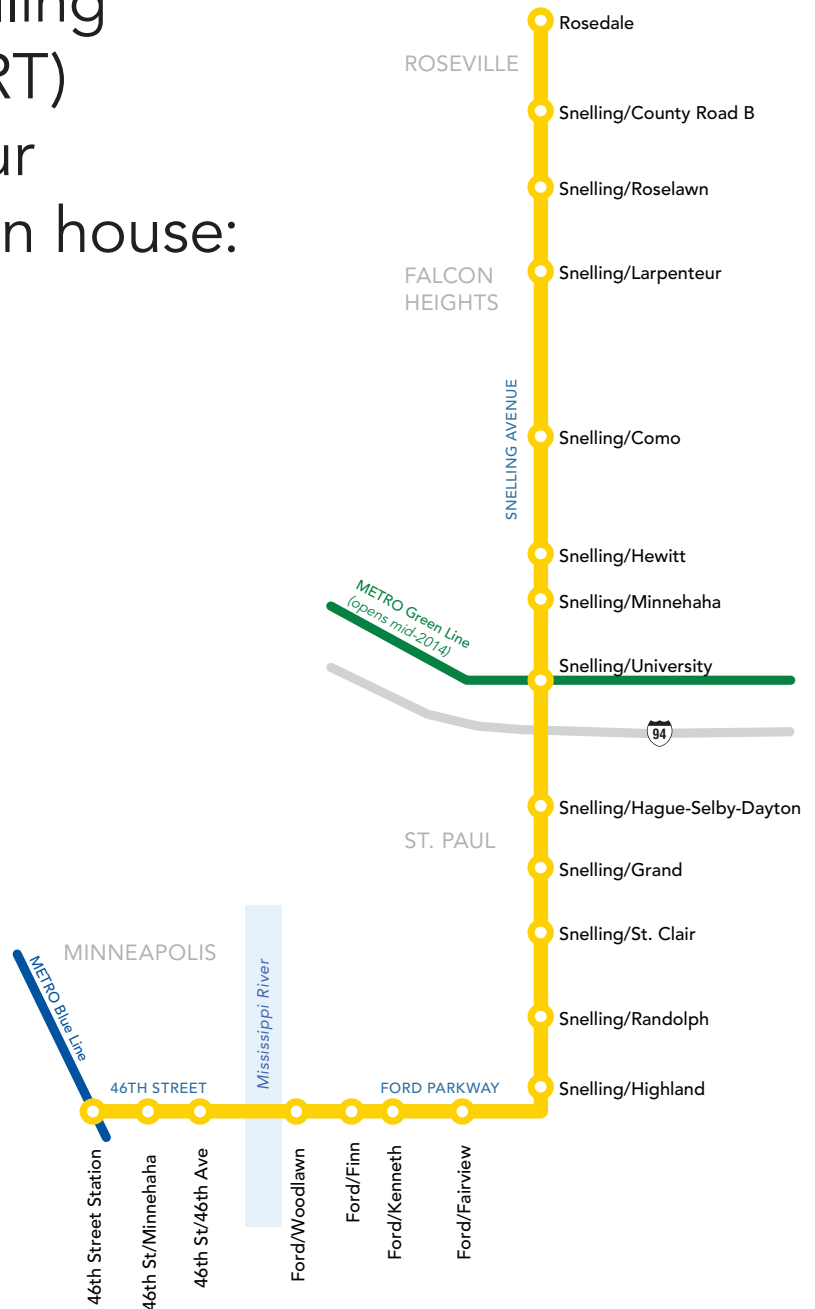 lling
RT)
ur
n house:
Rosedale
ROSEVILLE
Snelling/County Road B
Snelling/Roselawn
FALCON
HEIGHTS
Snelling/Larpenteur
SNELLING AVENUE
Snelling/Como
Snelling/Hewitt
METRO Green Line
(opens mid-2014)
Snelling/Minnehaha
Snelling/University
94
Snelling/Hague-Selby-Dayton
ST. PAUL
Snelling/Grand
Snelling/St. Clair
MINNEAPOLIS
METRO Blue Line
Mississippi River
Snelling/Randolph
46TH STREET
FORD PARKWAY
Snelling/Highland
46th Street Station
46th St/Minnehaha
46th St/46th Ave
Ford/Woodlawn
Ford/Finn
Ford/Kenneth
Ford/Fairview